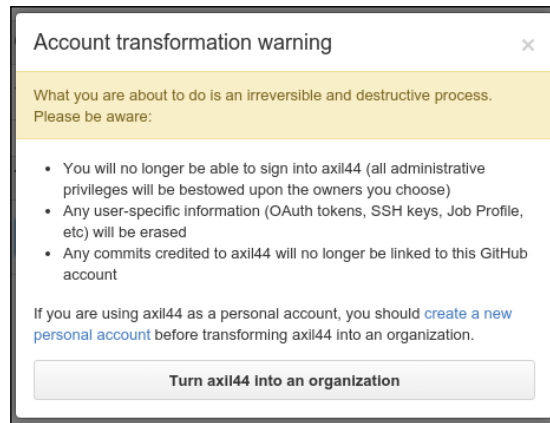 Account transformation warning
×
What you are about to do is an irreversible and destructive process.
Please be aware:
• You will no longer be able to sign into axil44 (all administrative
privileges will be bestowed upon the owners you choose)
• Any user-specific information (OAuth tokens, SSH keys, Job Profile,
etc) will be erased
• Any commits credited to axil44 will no longer be linked to this GitHub
account
If you are using axil44 as a personal account, you should create a new
personal account before transforming axil44 into an organization.
Turn axil44 into an organization